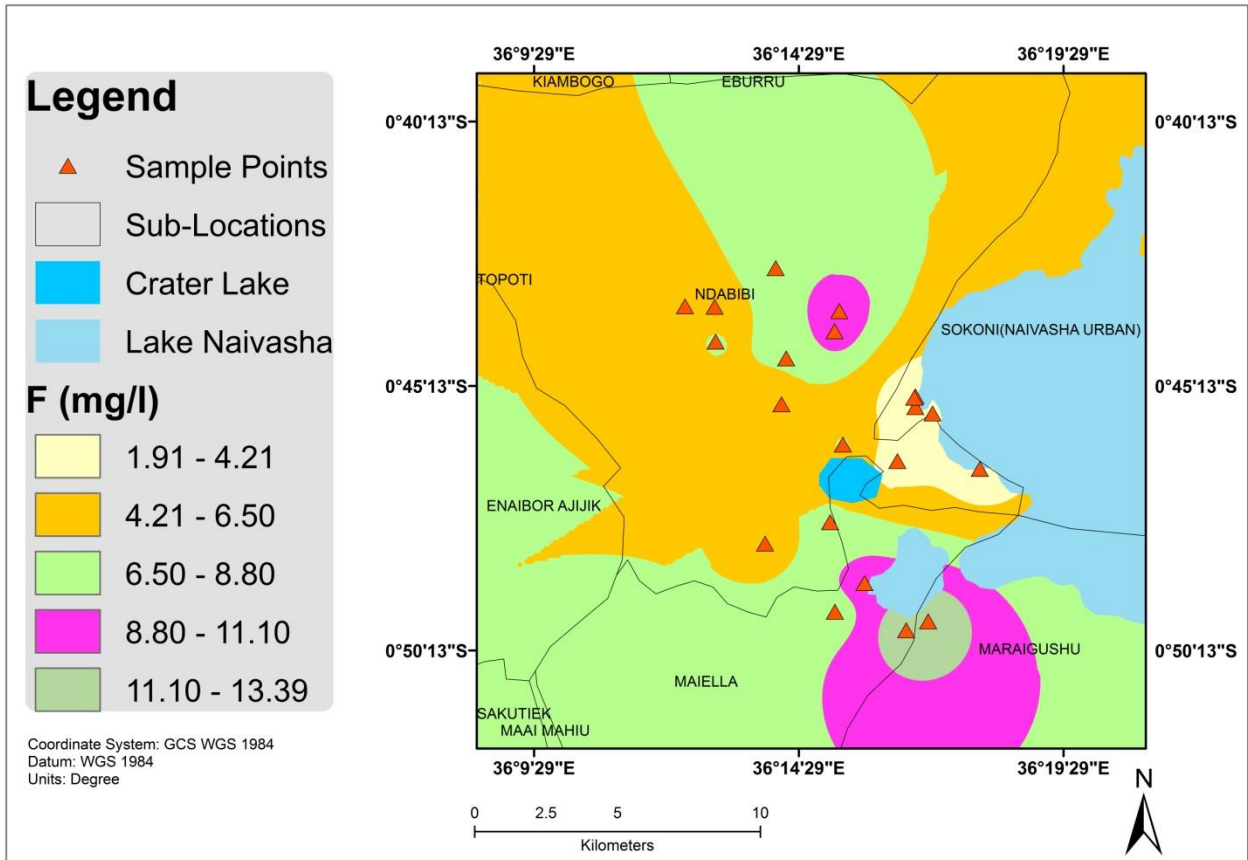 Legend
Sample Points
Sub-Locations
Crater Lake
Lake Naivasha
F (mg/l)
1.91 - 4.21
4.21 - 6.50
6.50 - 8.80
8.80 - 11.10
11.10 - 13.39
Coordinate System: GCS WGS 1984
Datum: WGS 1984
Units: Degree
36°9'29"E
36°14'29"E
36°19'29"E
KIAMBOGO
EBURRU
0°40'13"S
0°40'13"S
TOPOTI
NDABIBI
SOKONI(NAIVASHA URBAN)
0°45'13"S
0°45'13"S
ENAIBOR AJIJIK
0°50'13"S
MARAIGUSHU
0°50'13"S
MAIELLA
SAKUTIEK
MAAI MAHIU
36°9'29"E
36°14'29"E
36°19'29"E
0 2.5 5 10
Kilometers
N